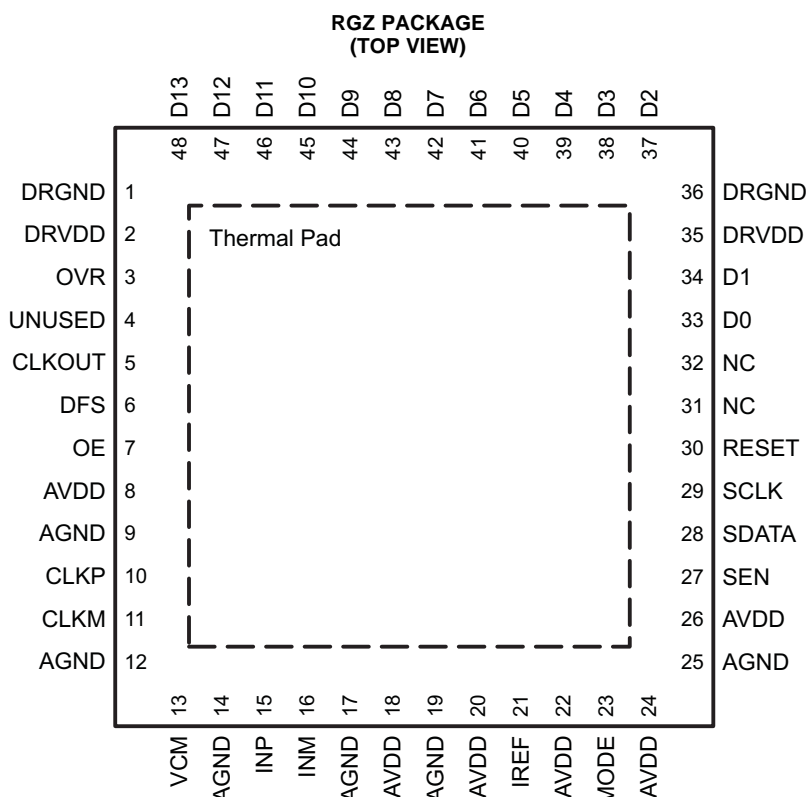 RGZ PACKAGE
(TOP VIEW)
D13 D12 D11 D10 D9 D8 D7 D6 D5 D4 D3 D2
48 47 46 45 44 43 42 41 40 39 38 37
DRGND 1 36 DRGND
DRVDD 2 Thermal Pad 35 DRVDD
OVR 3 34 D1
UNUSED 4 33 D0
CLKOUT 5 32 NC
DFS 6 31 NC
OE 7 30 RESET
AVDD 8 29 SCLK
AGND 9 28 SDATA
CLKP 10 27 SEN
CLKM 11 26 AVDD
AGND 12 25 AGND
13 14 15 16 17 18 19 20 21 22 23 24
VCM AGND INP INM AGND AVDD AGND AVDD IREF AVDD MODE AVDD